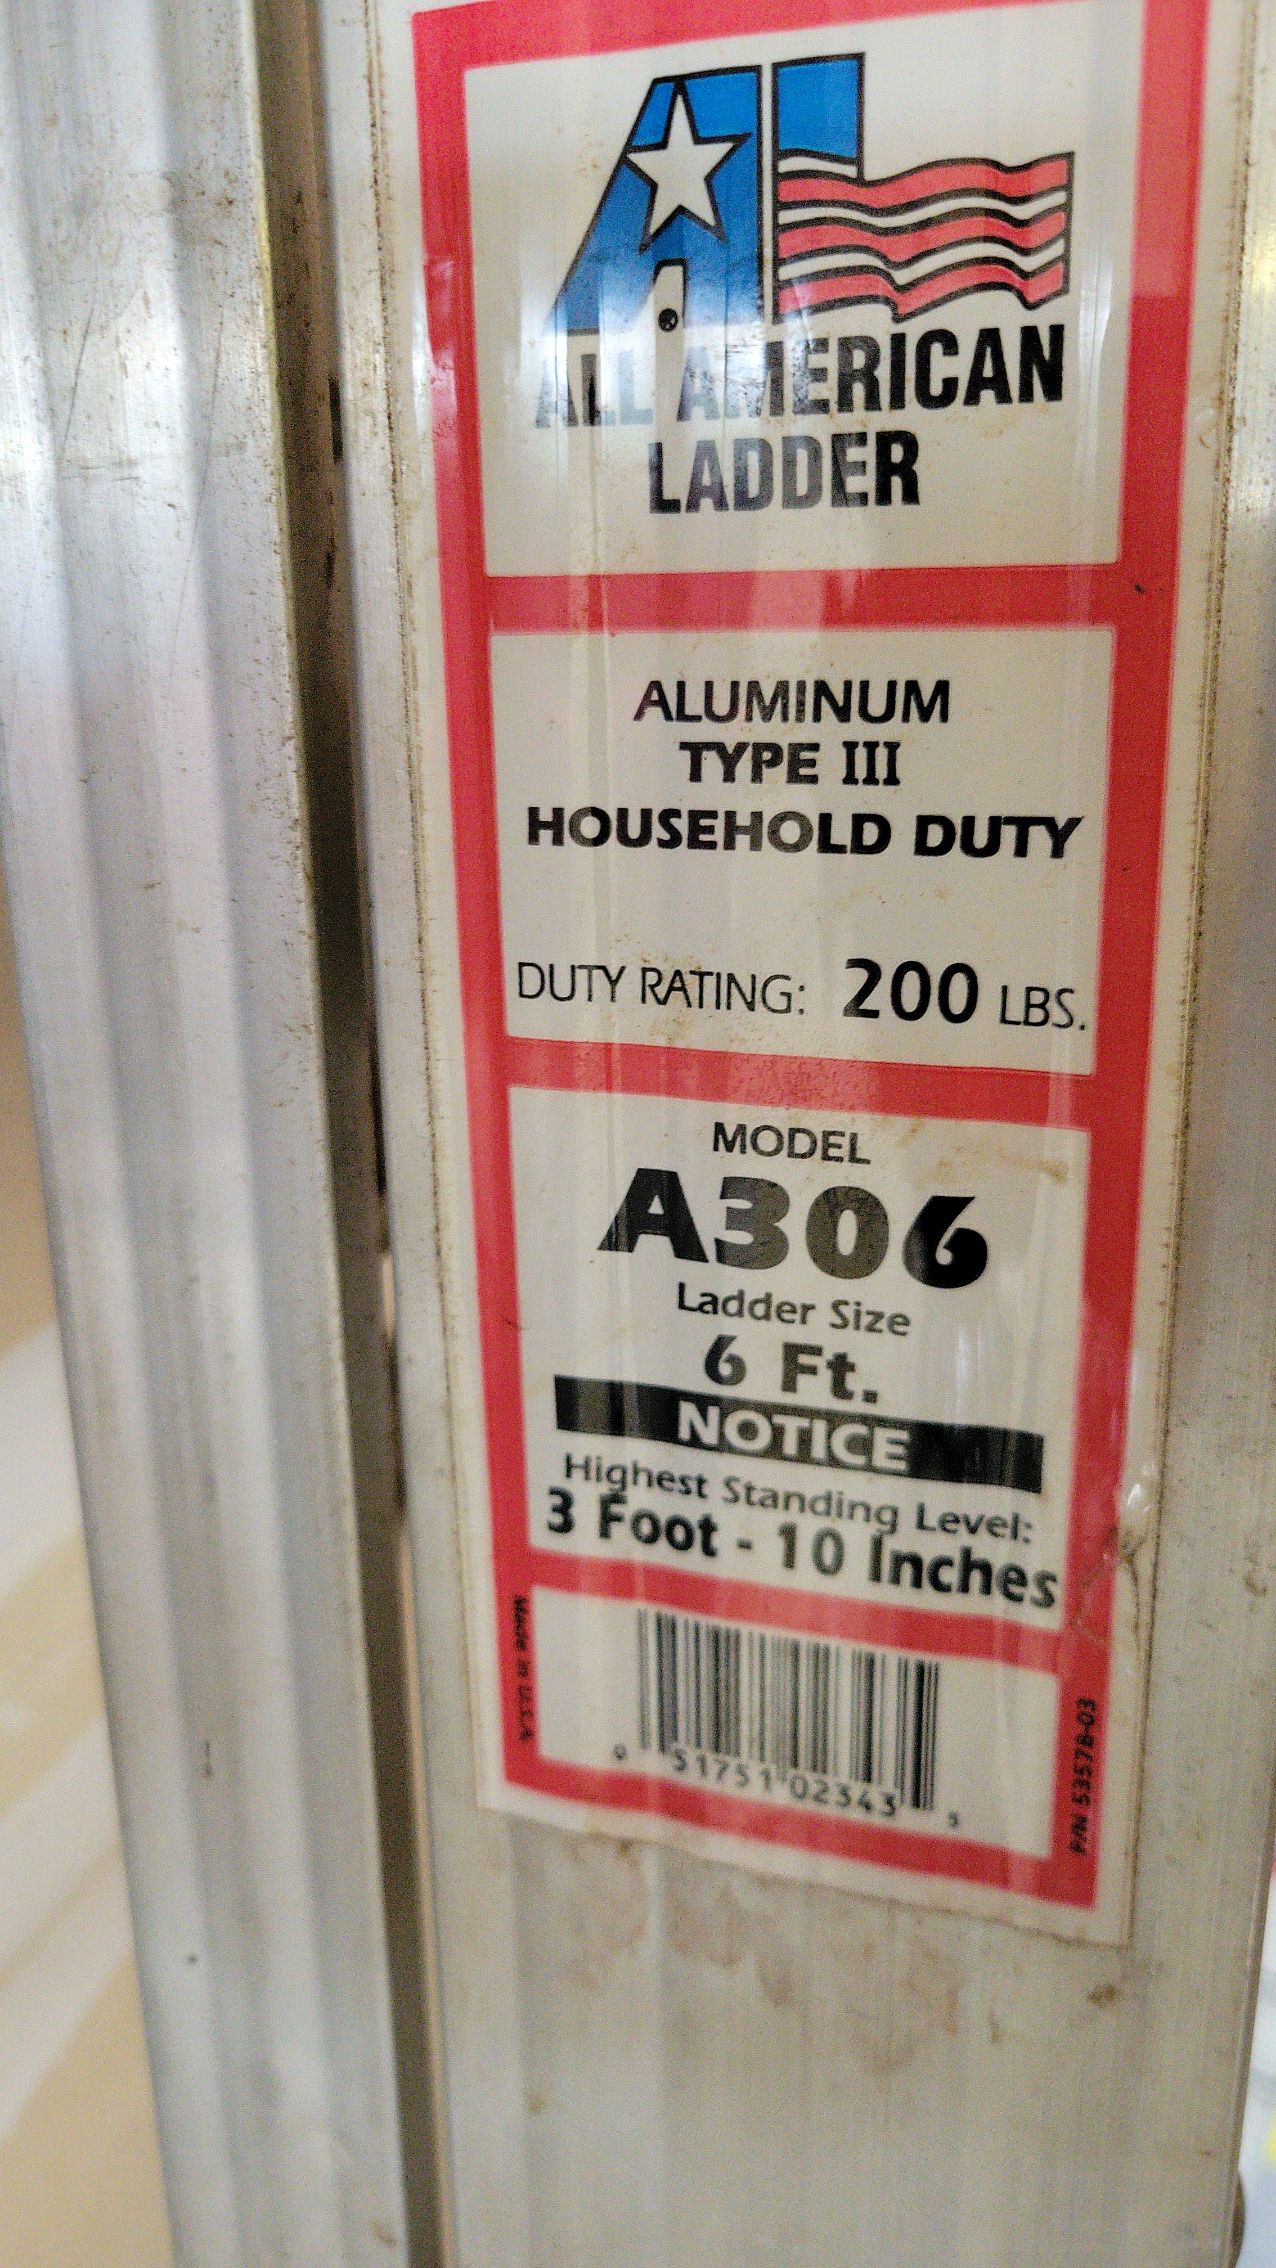 AL
ALL AMERICAN
LADDER
ALUMINUM
TYPE III
HOUSEHOLD DUTY
DUTY RATING: 200 LBS.
MODEL
A306
Ladder Size
6 Ft.
NOTICE
Highest Standing Level:
3 Foot - 10 Inches
Made in U.S.A.
0 51751 02343 5
P/N 53578-03